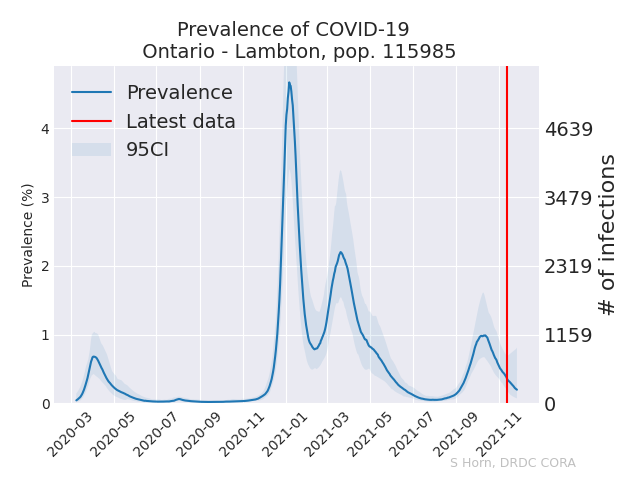 Prevalence of COVID-19
Ontario - Lambton, pop. 115985
Prevalence
Latest data
95CI
Prevalence (%)
4
3
2
1
0
4639
3479
2319
1159
0
# of infections
2020-03
2020-05
2020-07
2020-09
2020-11
2021-01
2021-03
2021-05
2021-07
2021-09
2021-11
S Horn, DRDC CORA